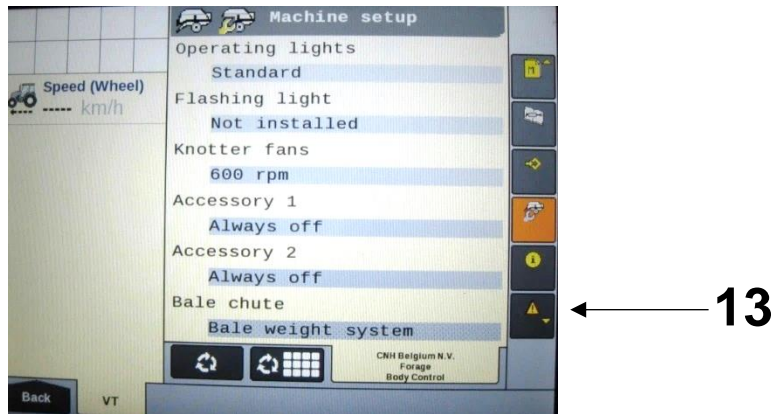 Machine setup
Operating lights
Standard
Speed (Wheel)
----- km/h
Flashing light
Not installed
Knotter fans
600 rpm
Accessory 1
Always off
Accessory 2
Always off
Bale chute
Bale weight system
13
CNH Belgium N.V.
Forage
Body Control
Back
VT